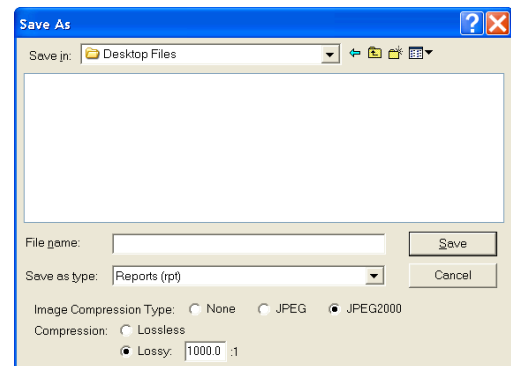 Save As
Save in: Desktop Files
File name: Save
Save as type: Reports (rpt) Cancel
Image Compression Type: None JPEG JPEG2000
Compression: Lossless
Lossy: 1000.0 :1